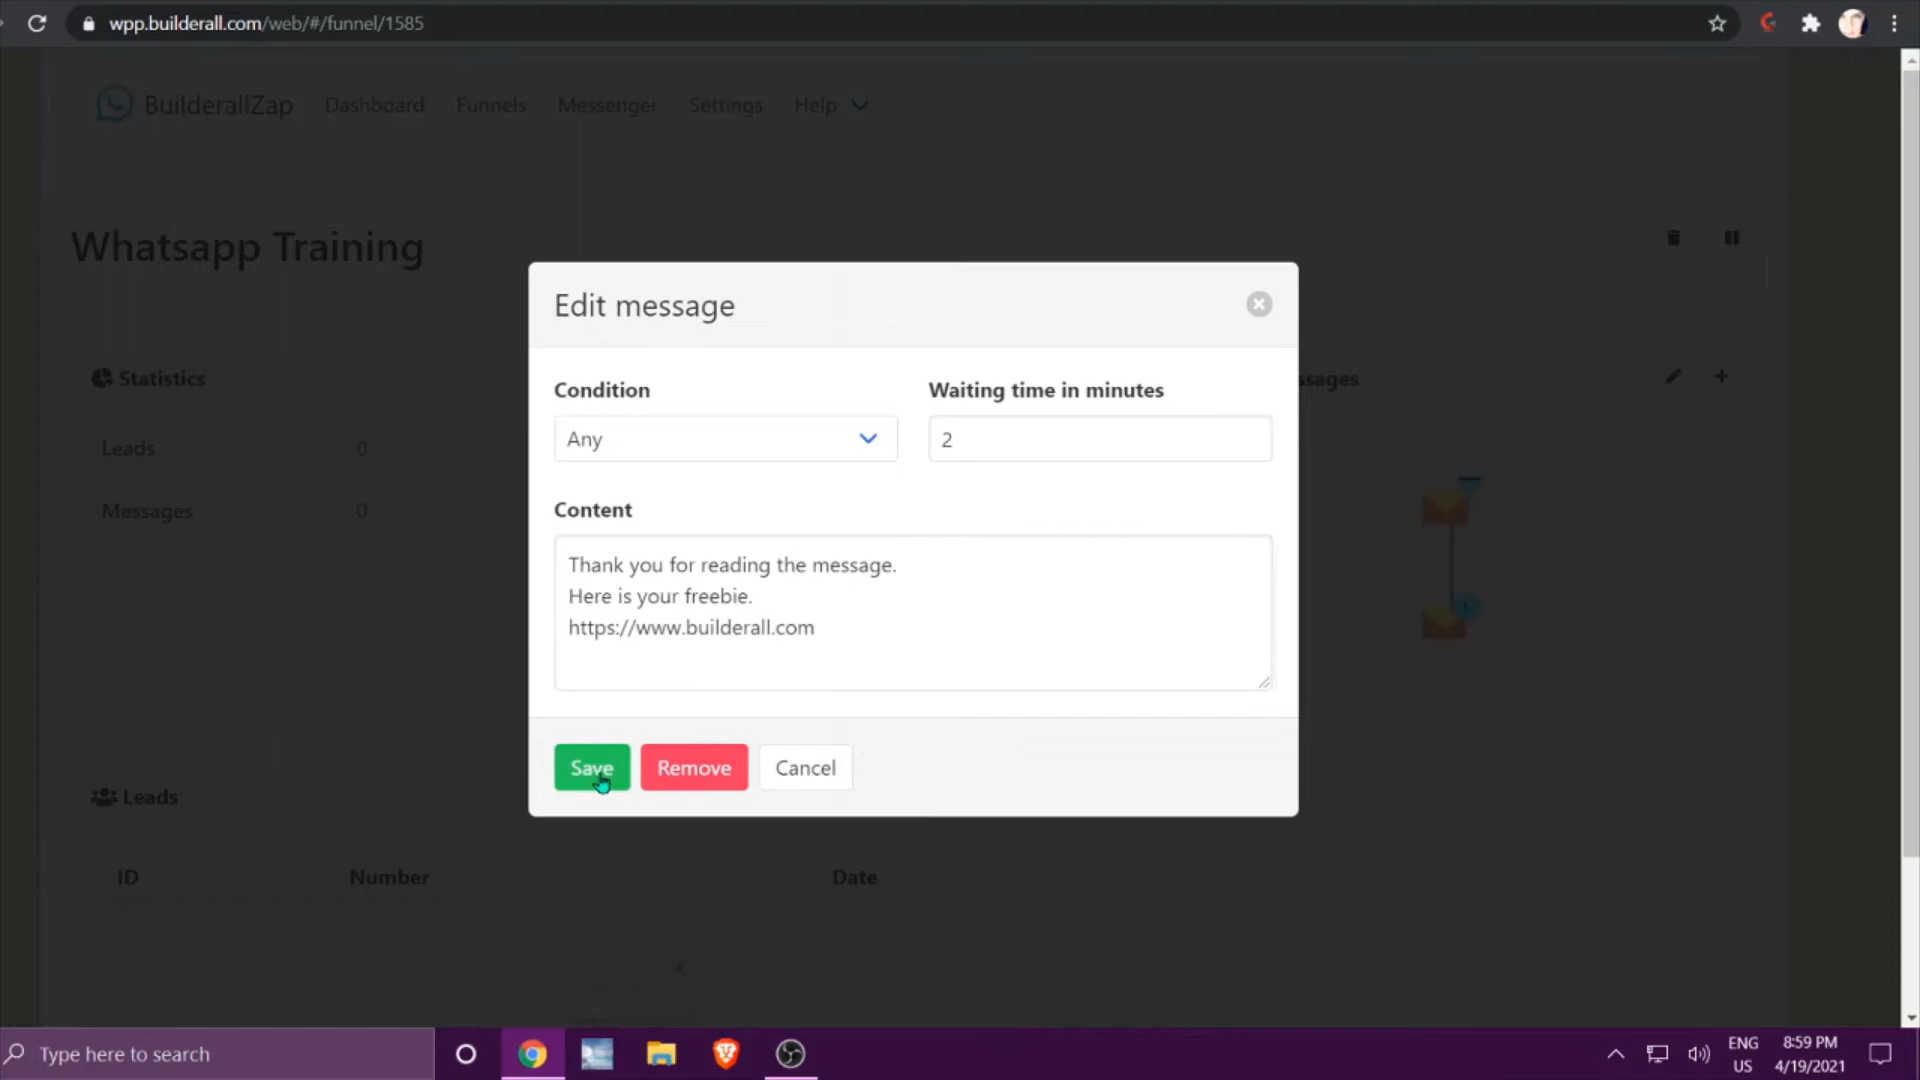 wpp.builderall.com/web/#/funnel/1585
BuilderallZap Dashboard Funnels Messenger Settings Help
Whatsapp Training
Edit message
Statistics
Condition Waiting time in minutes
ssages
Any 2
Leads 0
Content
Messages 0
Thank you for reading the message.
Here is your freebie.
https://www.builderall.com
Save Remove Cancel
Leads
ID Number Date
Type here to search
ENG
US
8:59 PM
4/19/2021